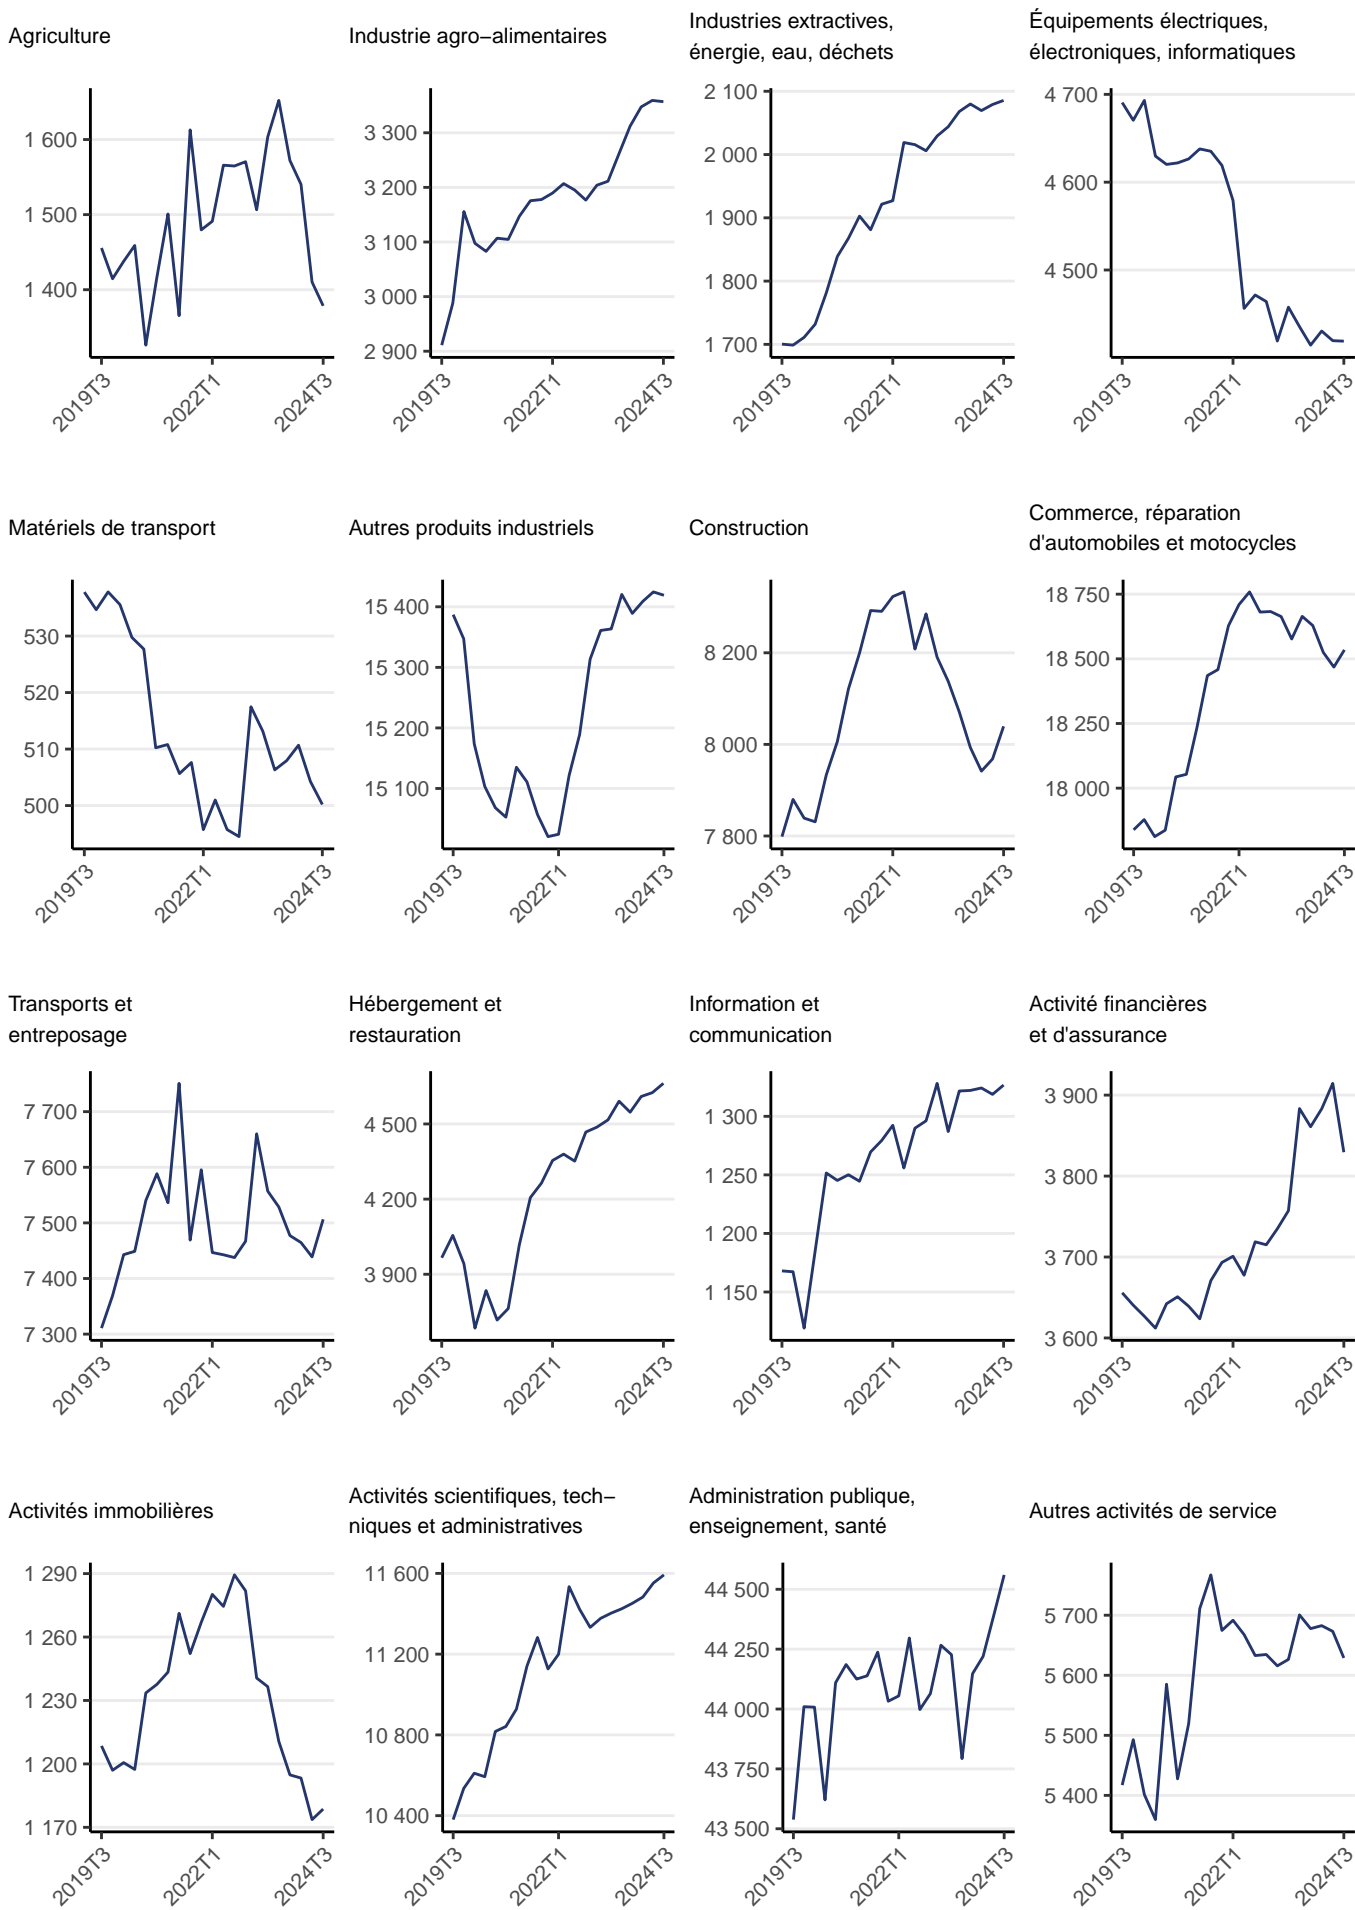 Agriculture
1 600
1 500
1 400
2019T3
2022T1
2024T3
Industrie agro−alimentaires
3 300
3 200
3 100
3 000
2 900
2019T3
2022T1
2024T3
Industries extractives,
énergie, eau, déchets
2 100
2 000
1 900
1 800
1 700
2019T3
2022T1
2024T3
Équipements électriques,
électroniques, informatiques
4 700
4 600
4 500
2019T3
2022T1
2024T3
Matériels de transport
530
520
510
500
2019T3
2022T1
2024T3
Autres produits industriels
15 400
15 300
15 200
15 100
2019T3
2022T1
2024T3
Construction
8 200
8 000
7 800
2019T3
2022T1
2024T3
Commerce, réparation
d'automobiles et motocycles
18 750
18 500
18 250
18 000
2019T3
2022T1
2024T3
Transports et
entreposage
7 700
7 600
7 500
7 400
7 300
2019T3
2022T1
2024T3
Hébergement et
restauration
4 500
4 200
3 900
2019T3
2022T1
2024T3
Information et
communication
1 300
1 250
1 200
1 150
2019T3
2022T1
2024T3
Activité financières
et d'assurance
3 900
3 800
3 700
3 600
2019T3
2022T1
2024T3
Activités immobilières
1 290
1 260
1 230
1 200
1 170
2019T3
2022T1
2024T3
Activités scientifiques, tech−
niques et administratives
11 600
11 200
10 800
10 400
2019T3
2022T1
2024T3
Administration publique,
enseignement, santé
44 500
44 250
44 000
43 750
43 500
2019T3
2022T1
2024T3
Autres activités de service
5 700
5 600
5 500
5 400
2019T3
2022T1
2024T3